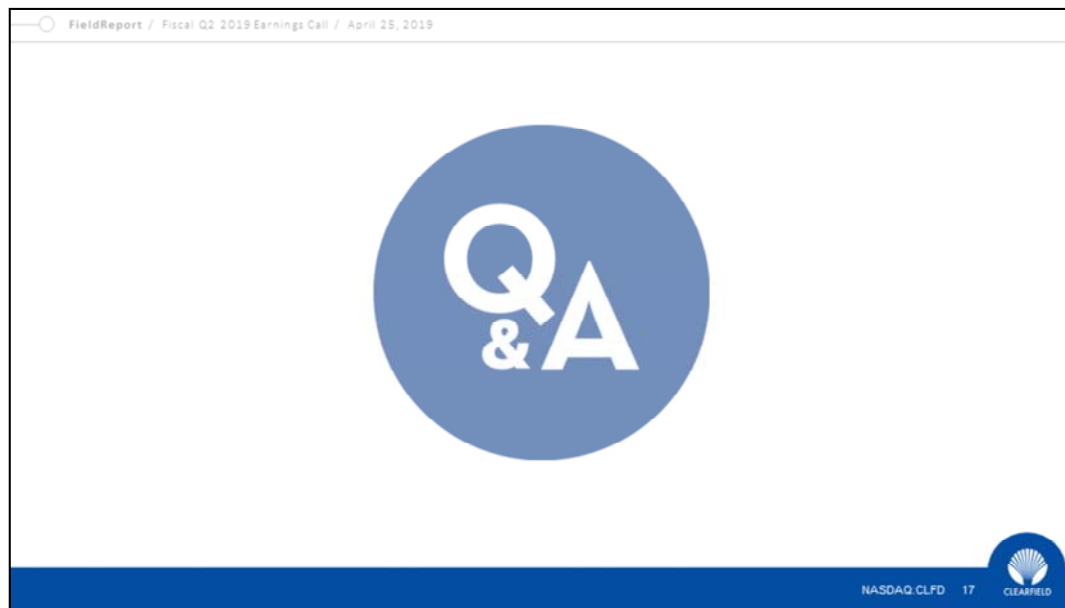 FieldReport / Fiscal Q2 2019 Earnings Call / April 25, 2019
Q
& A
NASDAQ:CLFD 17
CLEARFIELD